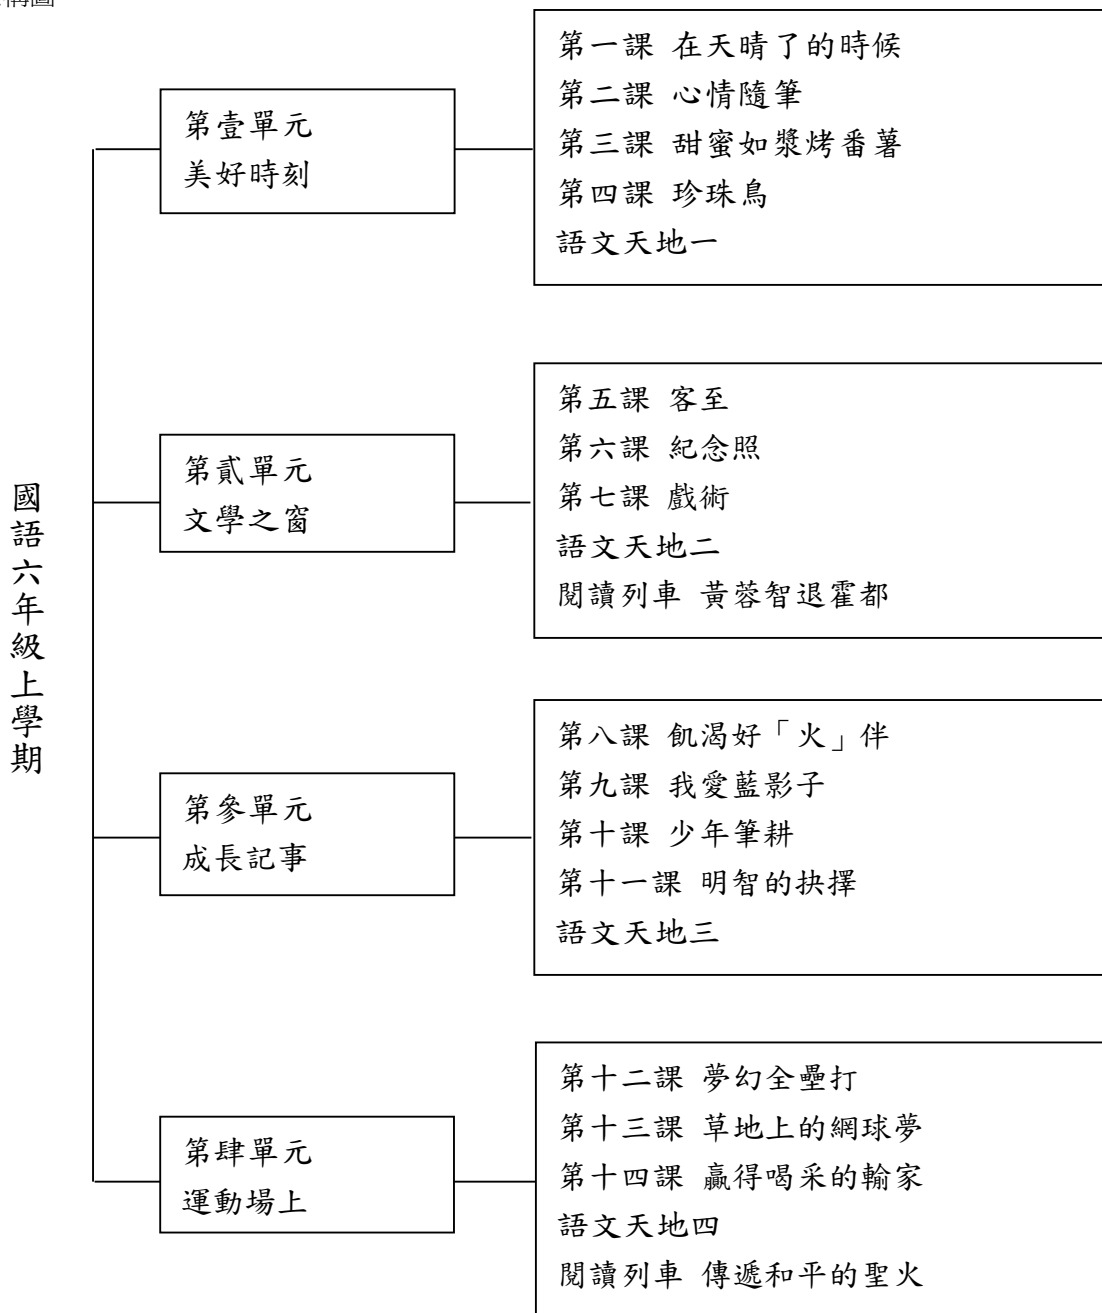 構圖
國語六年級上學期
第壹單元
美好時刻
第一課 在天晴了的時候
第二課 心情隨筆
第三課 甜蜜如漿烤番薯
第四課 珍珠鳥
語文天地一
第貳單元
文學之窗
第五課 客至
第六課 紀念照
第七課 戲術
語文天地二
閱讀列車 黃蓉智退霍都
第參單元
成長記事
第八課 飢渴好「火」伴
第九課 我愛藍影子
第十課 少年筆耕
第十一課 明智的抉擇
語文天地三
第肆單元
運動場上
第十二課 夢幻全壘打
第十三課 草地上的網球夢
第十四課 贏得喝采的輸家
語文天地四
閱讀列車 傳遞和平的聖火